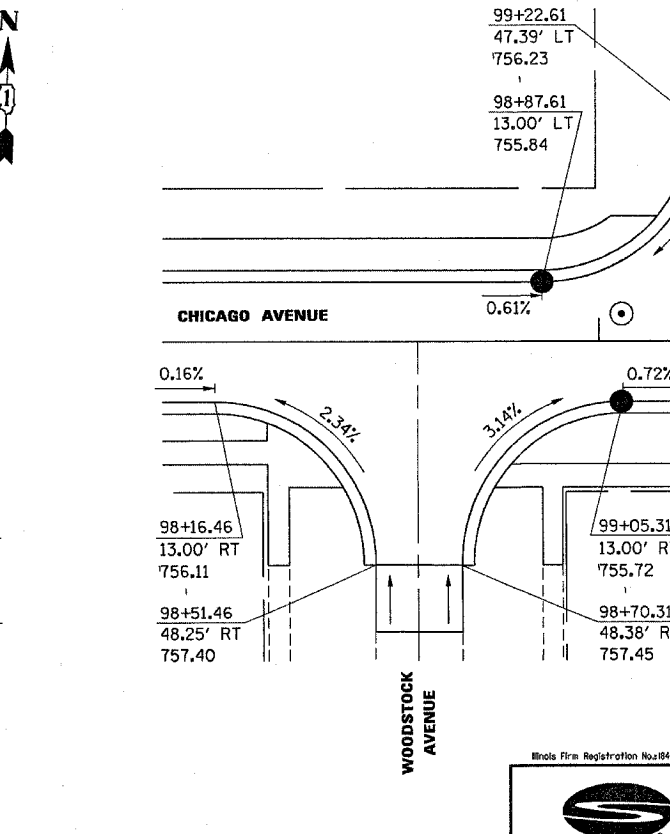 N
99+22.61
47.39' LT
756.23
98+87.61
13.00' LT
755.84
0.61%
CHICAGO AVENUE
0.16%
2.34%
3.14%
0.72%
98+16.46
13.00' RT
756.11
99+05.31
13.00' R
755.72
98+51.46
48.25' RT
757.40
98+70.31
48.38' R
757.45
WOODSTOCK
AVENUE
Illinois Firm Registration No.:184